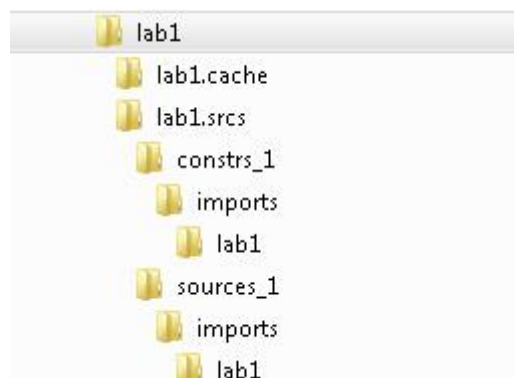 lab1
lab1.cache
lab1.srcs
constrs_1
imports
lab1
sources_1
imports
lab1